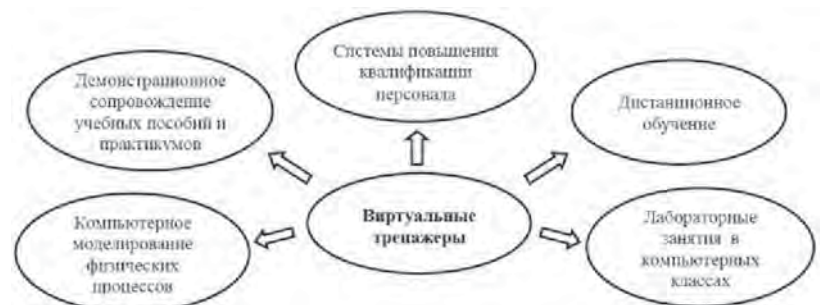 Системы повышения
квалификации
персонала
Демонстрационное
сопровождение
учебных пособий и
практикумов
Дистанционное
обучение
Виртуальные
тренажеры
Компьютерное
моделирование
физических
процессов
Лабораторные
занятия в
компьютерных
классах